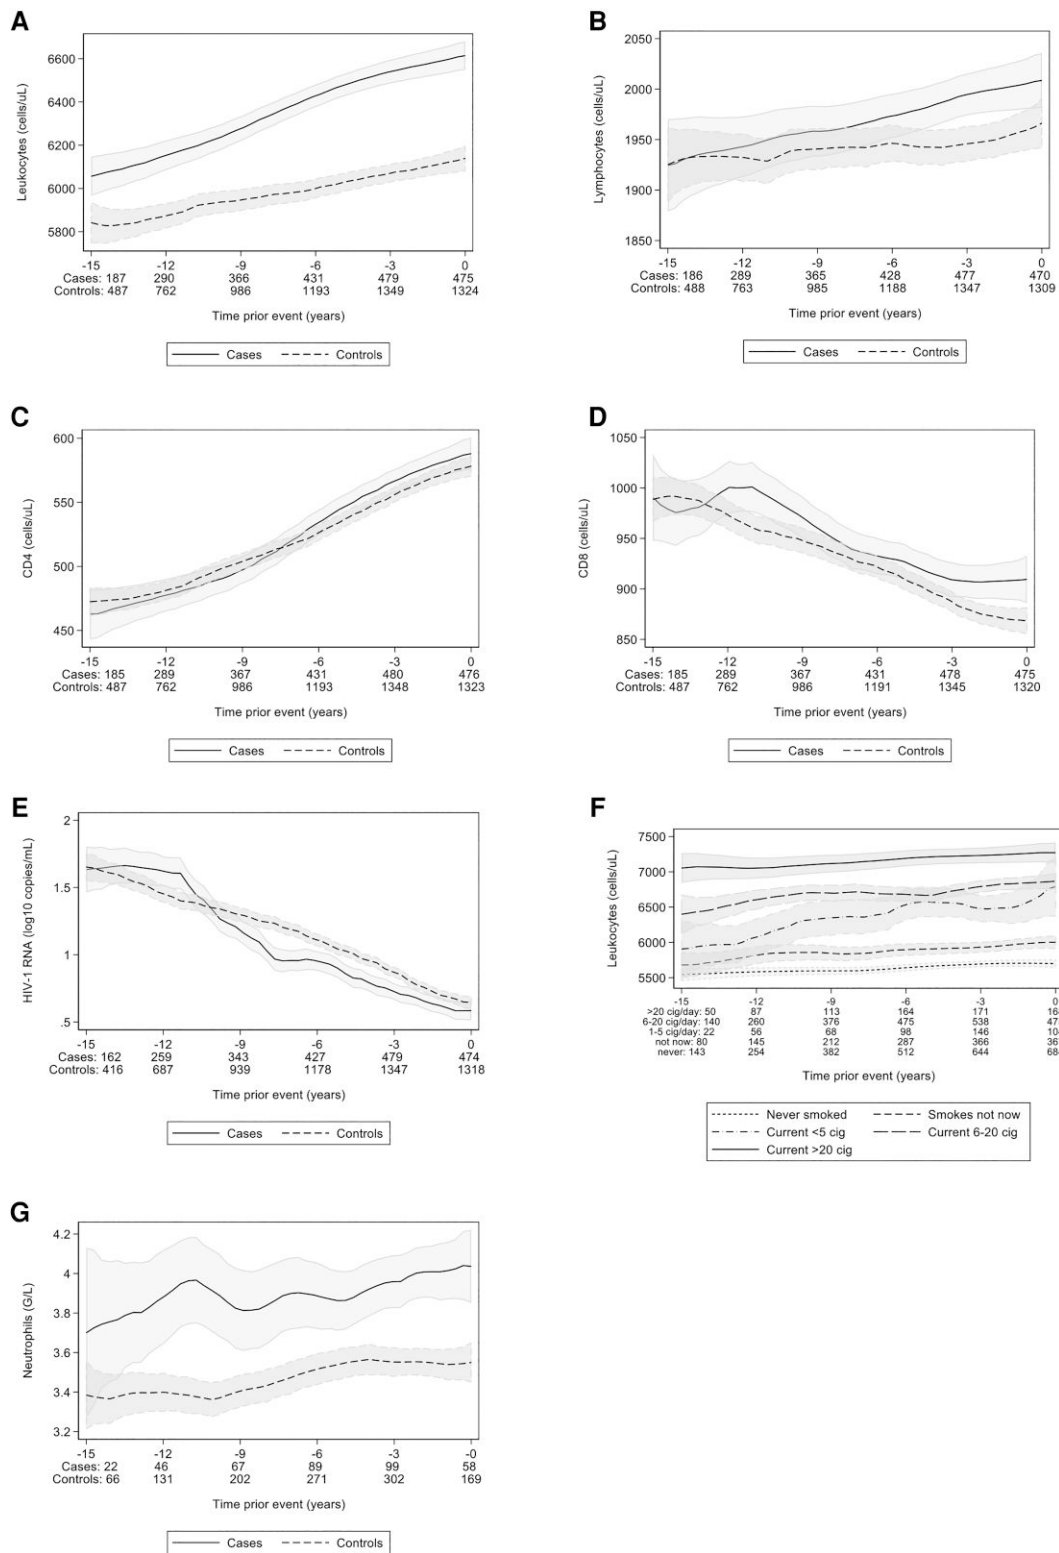 A
Leukocytes (cells/uL)
6600
6400
6200
6000
5800
-15 -12 -9 -6 -3 0
Cases: 187 290 366 431 479 475
Controls: 487 762 986 1193 1349 1324
Time prior event (years)
Cases Controls
B
Lymphocytes (cells/uL)
2050
2000
1950
1900
1850
-15 -12 -9 -6 -3 0
Cases: 186 289 365 428 477 470
Controls: 488 763 985 1188 1347 1309
Time prior event (years)
Cases Controls
C
CD4 (cells/uL)
600
550
500
450
-15 -12 -9 -6 -3 0
Cases: 185 289 367 431 480 476
Controls: 487 762 986 1193 1348 1323
Time prior event (years)
Cases Controls
D
CD8 (cells/uL)
1050
1000
950
900
850
-15 -12 -9 -6 -3 0
Cases: 185 289 367 431 478 475
Controls: 487 762 986 1191 1345 1320
Time prior event (years)
Cases Controls
E
HIV-1 RNA (log10 copies/mL)
2
1.5
1
.5
-15 -12 -9 -6 -3 0
Cases: 162 259 343 427 479 474
Controls: 416 687 939 1178 1347 1318
Time prior event (years)
Cases Controls
F
Leukocytes (cells/uL)
7500
7000
6500
6000
5500
-15 -12 -9 -6 -3 0
>20 cig/day: 50 87 113 164 171 16
6-20 cig/day: 140 260 376 475 538 47
1-5 cig/day: 22 56 68 98 146 10
not now: 80 145 212 287 366 36
never: 143 254 382 512 644 68
Time prior event (years)
Never smoked Smokes not now
Current <5 cig Current 6-20 cig
Current >20 cig
G
Neutrophils (G/L)
4.2
4
3.8
3.6
3.4
3.2
-15 -12 -9 -6 -3 -0
Cases: 22 46 67 89 99 58
Controls: 66 131 202 271 302 169
Time prior event (years)
Cases Controls